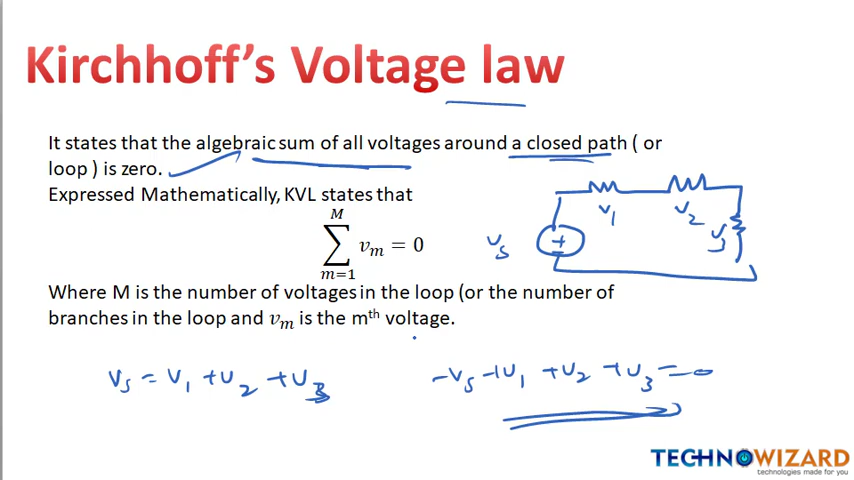 Kirchhoff's Voltage law
It states that the algebraic sum of all voltages around a closed path ( or
loop ) is zero.
Expressed Mathematically, KVL states that
M
∑ vₘ = 0
m=1
V₁ V₂ V₃
Vs
+
Where M is the number of voltages in the loop (or the number of
branches in the loop and vₘ is the mᵗʰ voltage.
Vs = V₁ + V₂ + V₃
-Vs + V₁ + V₂ + V₃ = 0
TECHNOWIZARD
technologies made for you